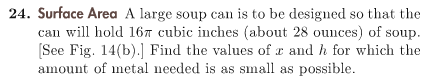 24. Surface Area A large soup can is to be designed so that the
can will hold 16π cubic inches (about 28 ounces) of soup.
[See Fig. 14(b).] Find the values of x and h for which the
amount of metal needed is as small as possible.